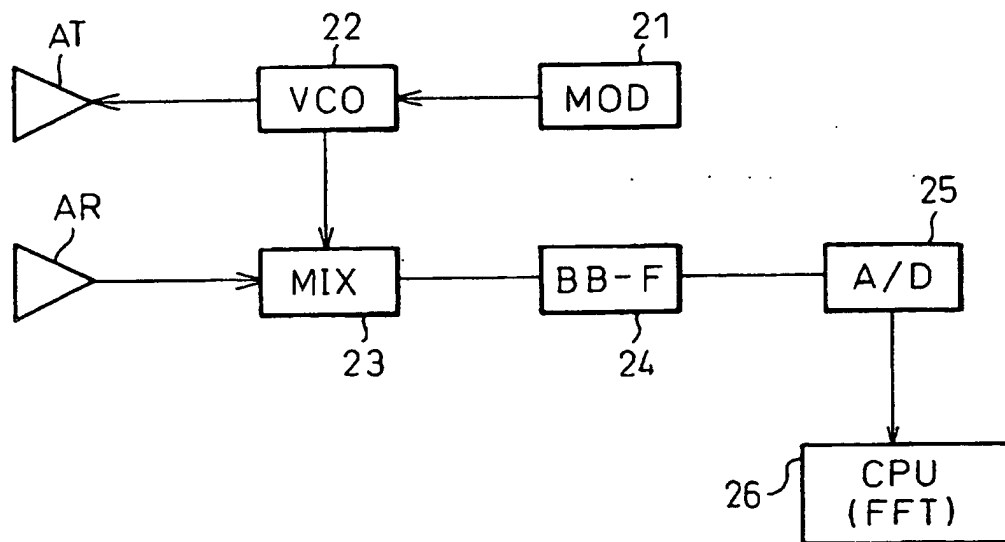 AT
22
VCO
21
MOD
AR
MIX
23
BB-F
24
25
A/D
26
CPU
(FFT)